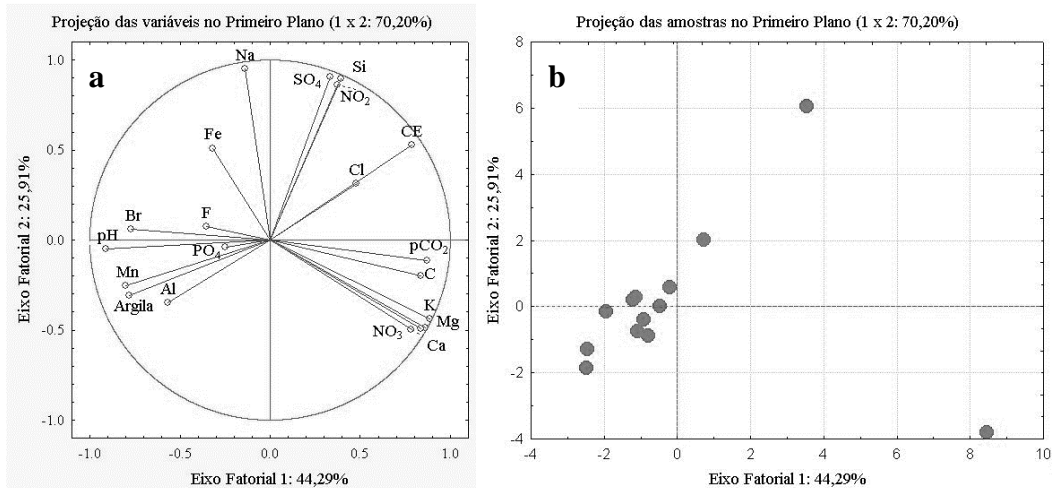 Projeção das variáveis no Primeiro Plano (1 x 2: 70,20%)
a
Na
SO4
Si
NO2
CE
Fe
Cl
Br
F
pH
PO4
pCO2
C
Mn
Al
Argila
K
Mg
NO3
Ca
1.0
0.5
0.0
-0.5
-1.0
-1.0
-0.5
0.0
0.5
1.0
Eixo Fatorial 2: 25,91%
Eixo Fatorial 1: 44,29%
Projeção das amostras no Primeiro Plano (1 x 2: 70,20%)
b
8
6
4
2
0
-2
-4
-4
-2
0
2
4
6
8
10
Eixo Fatorial 2: 25,91%
Eixo Fatorial 1: 44,29%